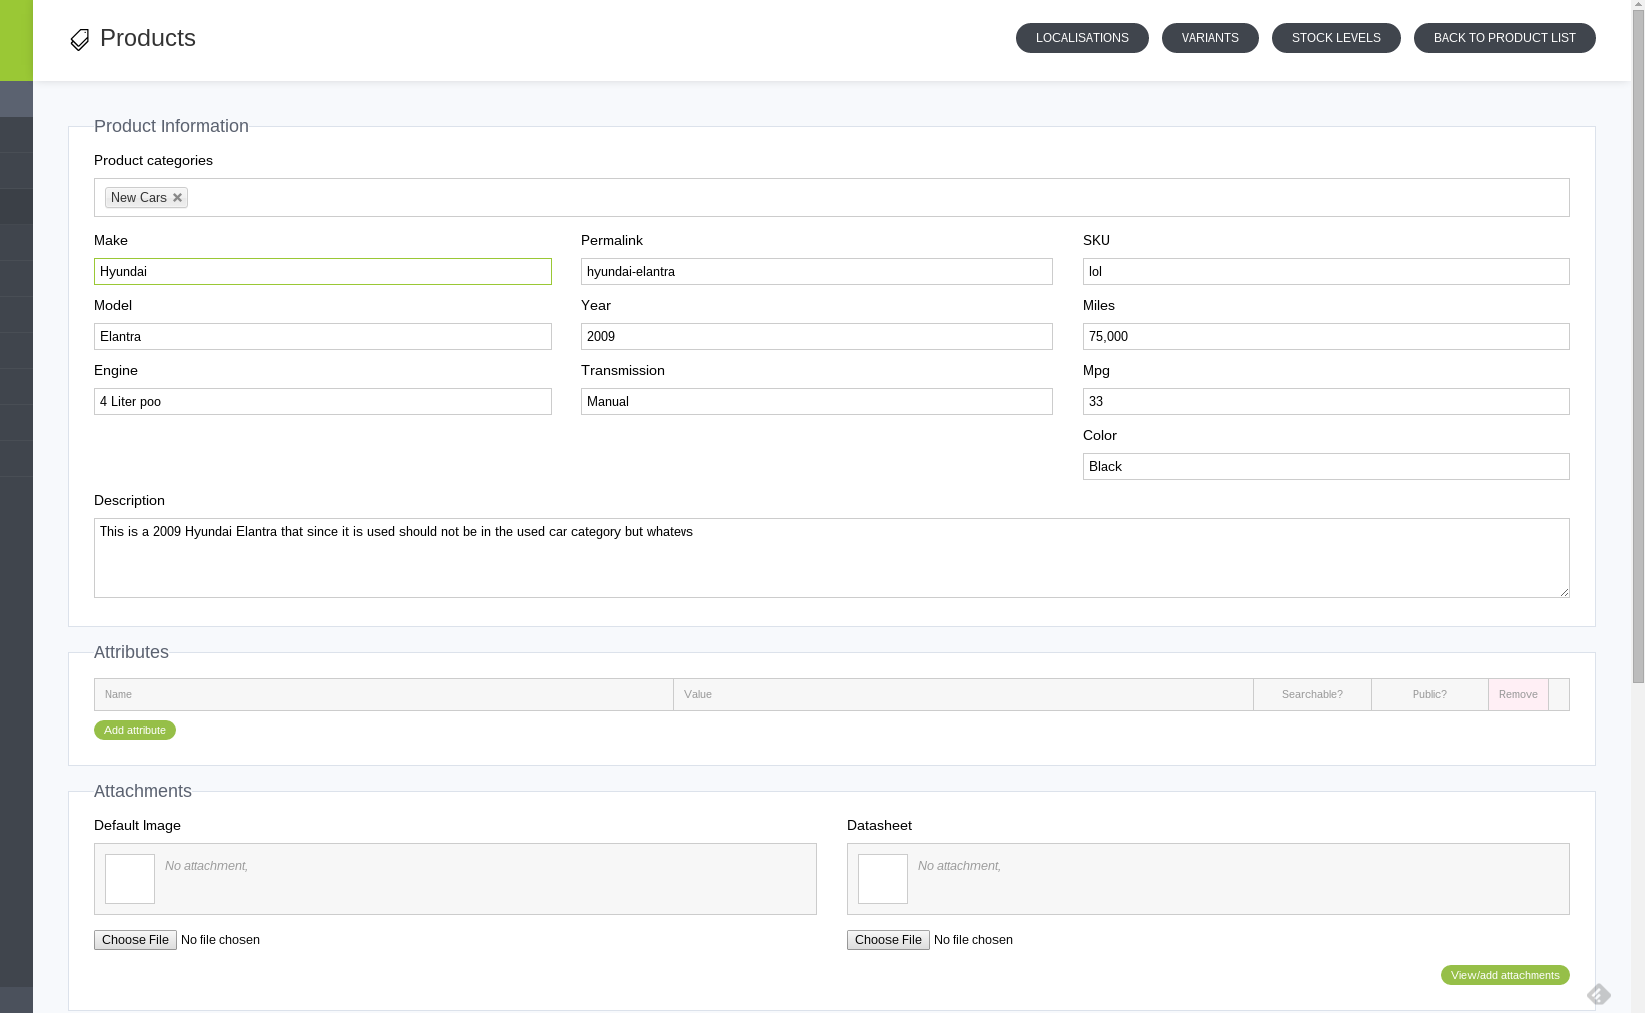 Products
LOCALISATIONS VARIANTS STOCK LEVELS BACK TO PRODUCT LIST
Product Information
Product categories
New Cars
Make Permalink SKU
Hyundai hyundai-elantra lol
Model Year Miles
Elantra 2009 75,000
Engine Transmission Mpg
4 Liter poo Manual 33
Color
Black
Description
This is a 2009 Hyundai Elantra that since it is used should not be in the used car category but whatevs
Attributes
Name Value Searchable? Public? Remove
Add attribute
Attachments
Default Image Datasheet
No attachment, No attachment,
Choose File No file chosen Choose File No file chosen
View/add attachments